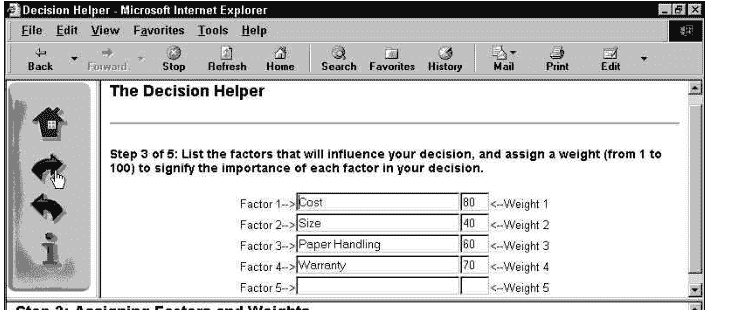 Decision Helper - Microsoft Internet Explorer
File Edit View Favorites Tools Help
Back Forward Stop Refresh Home Search Favorites History Mail Print Edit
The Decision Helper
Step 3 of 5: List the factors that will influence your decision, and assign a weight (from 1 to
100) to signify the importance of each factor in your decision.
Factor 1--> Cost 80 <--Weight 1
Factor 2--> Size 40 <--Weight 2
Factor 3--> Paper Handling 60 <--Weight 3
Factor 4--> Warranty 70 <--Weight 4
Factor 5--> <--Weight 5
Step 3: Assigning Factors and Weights